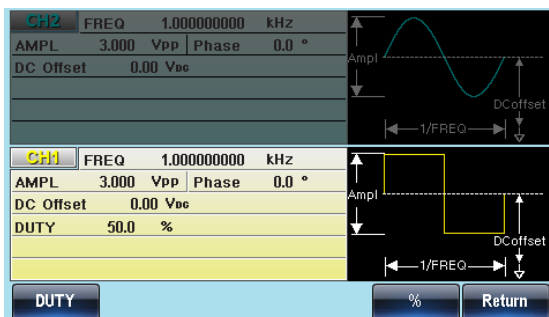 CH2 FREQ 1.000000000 kHz
AMPL 3.000 Vpp Phase 0.0 °
DC Offset 0.00 VDC
Ampl
DCoffset
1/FREQ
CH1 FREQ 1.000000000 kHz
AMPL 3.000 Vpp Phase 0.0 °
DC Offset 0.00 VDC
DUTY 50.0 %
Ampl
DCoffset
1/FREQ
DUTY % Return